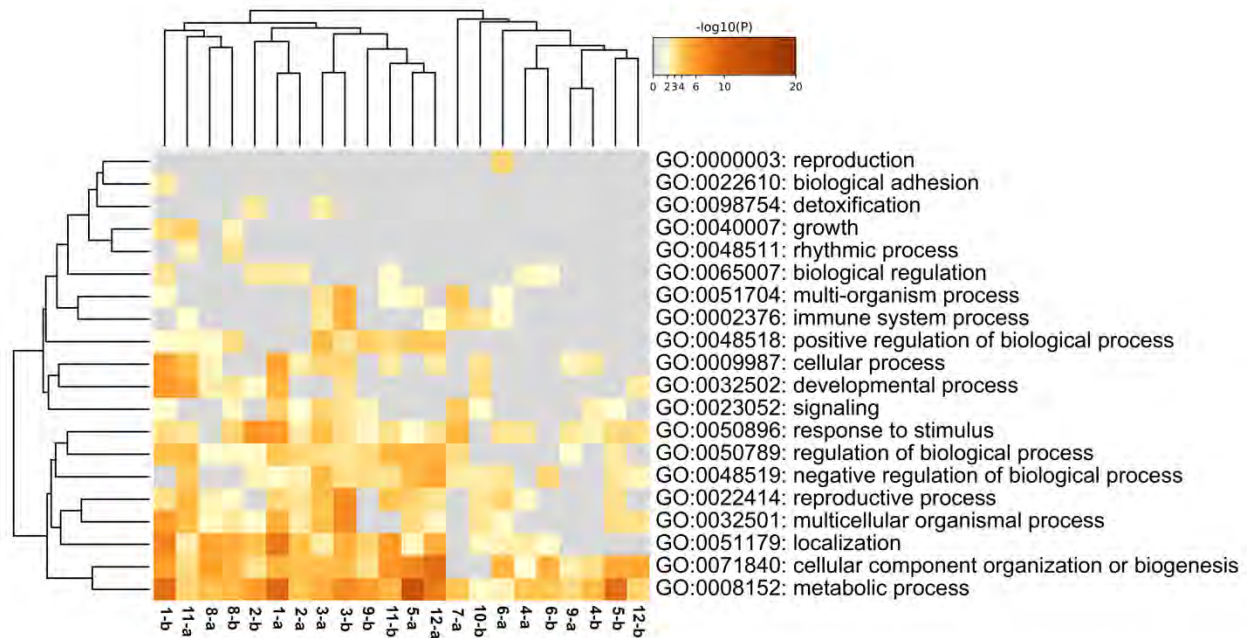 -log10(P)
0 2 3 4 6 10 20
GO:0000003: reproduction
GO:0022610: biological adhesion
GO:0098754: detoxification
GO:0040007: growth
GO:0048511: rhythmic process
GO:0065007: biological regulation
GO:0051704: multi-organism process
GO:0002376: immune system process
GO:0048518: positive regulation of biological process
GO:0009987: cellular process
GO:0032502: developmental process
GO:0023052: signaling
GO:0050896: response to stimulus
GO:0050789: regulation of biological process
GO:0048519: negative regulation of biological process
GO:0022414: reproductive process
GO:0032501: multicellular organismal process
GO:0051179: localization
GO:0071840: cellular component organization or biogenesis
GO:0008152: metabolic process
1-b 11-a 8-a 8-b 2-b 1-a 2-a 3-a 3-b 9-b 11-b 5-a 12-a 7-a 10-b 6-a 4-a 6-b 9-a 4-b 5-b 12-b